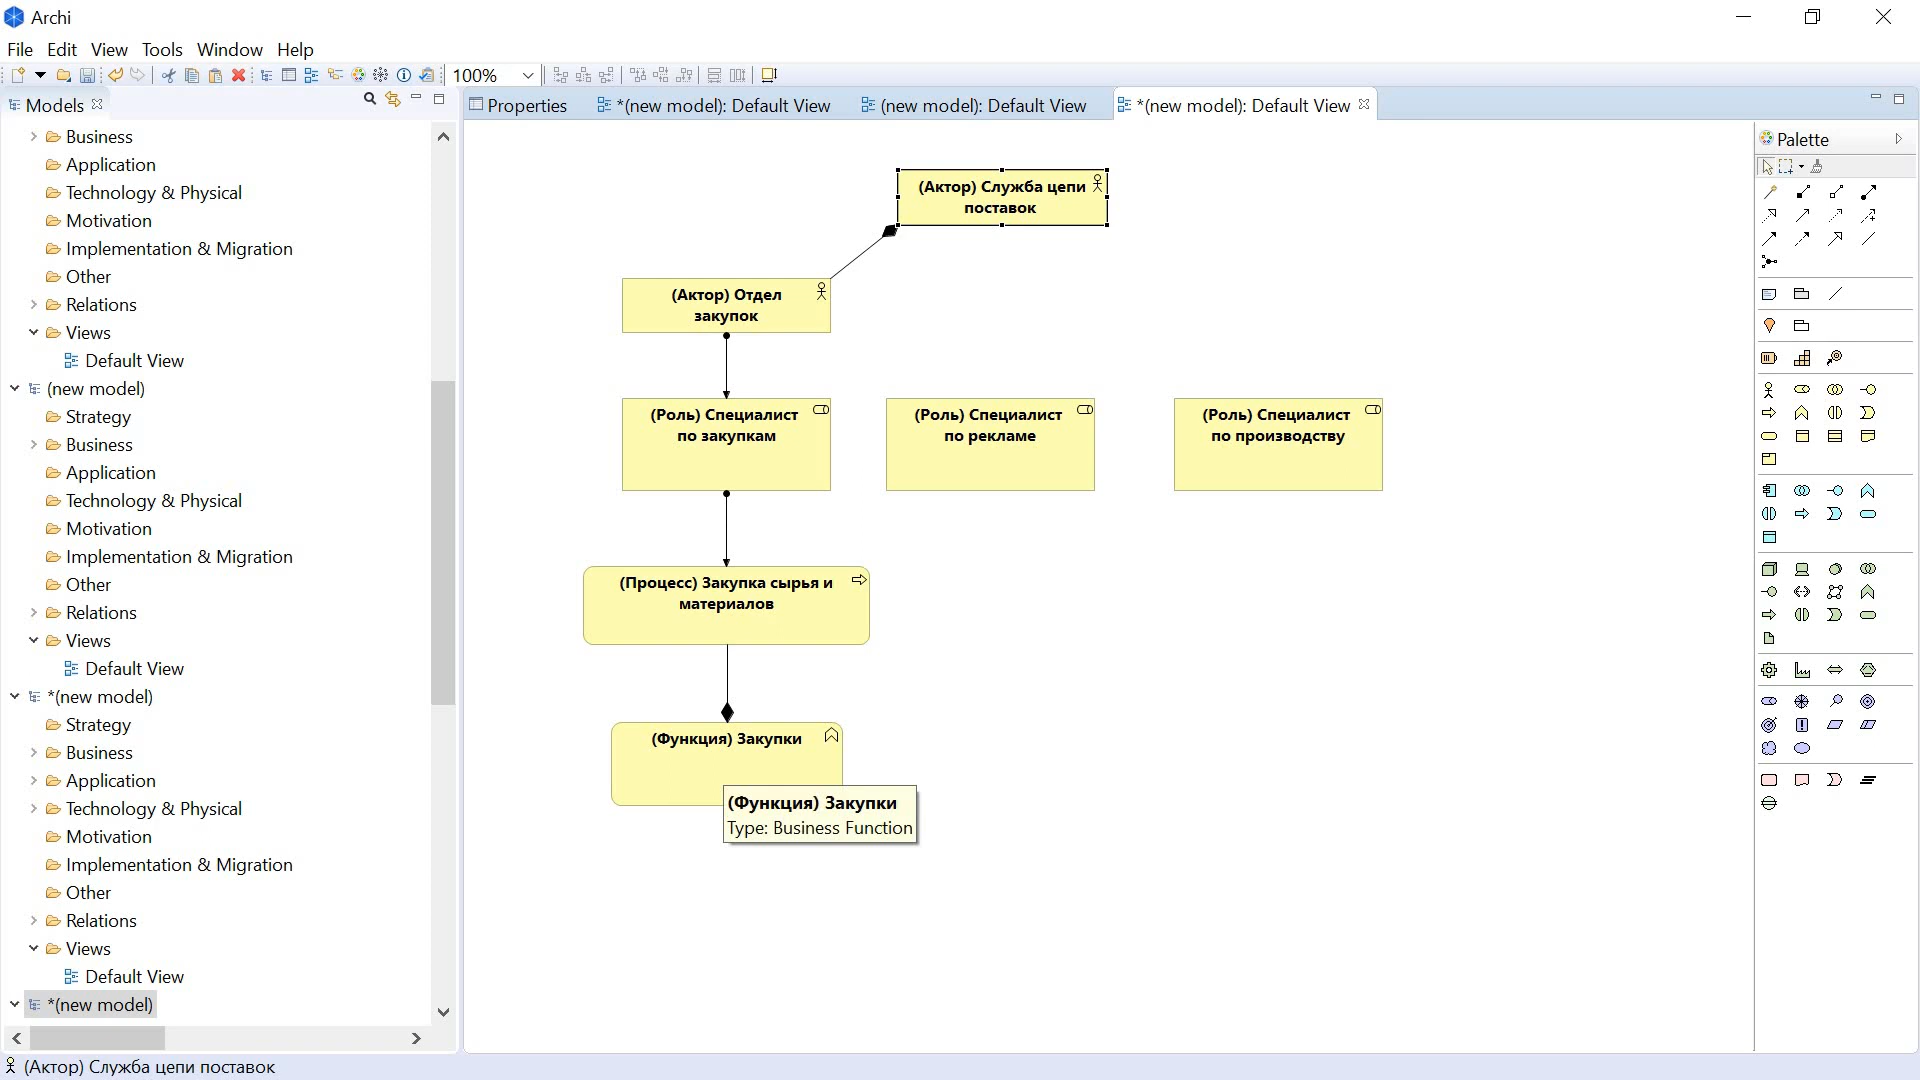 Archi
File Edit View Tools Window Help
100%
Models
Properties
*(new model): Default View
(new model): Default View
*(new model): Default View
Business
Application
Technology & Physical
Motivation
Implementation & Migration
Other
Relations
Views
Default View
(new model)
Strategy
Business
Application
Technology & Physical
Motivation
Implementation & Migration
Other
Relations
Views
Default View
*(new model)
Strategy
Business
Application
Technology & Physical
Motivation
Implementation & Migration
Other
Relations
Views
Default View
*(new model)
(Актор) Служба цепи
поставок
(Актор) Отдел
закупок
(Роль) Специалист
по закупкам
(Роль) Специалист
по рекламе
(Роль) Специалист
по производству
(Процесс) Закупка сырья и
материалов
(Функция) Закупки
(Функция) Закупки
Type: Business Function
Palette
(Актор) Служба цепи поставок